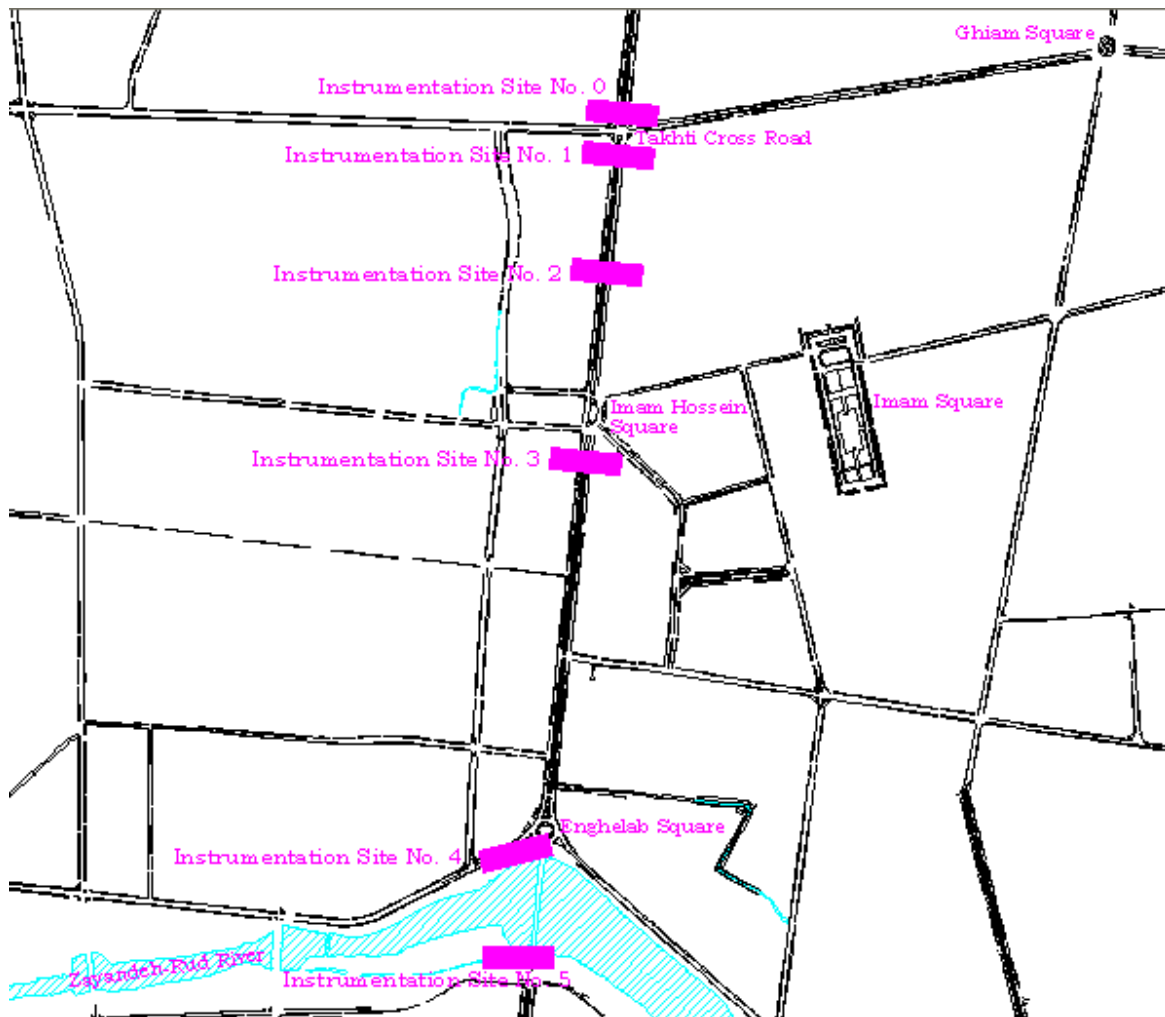 Ghiam Square
Instrumentation Site No. 0
Takhti Cross Road
Instrumentation Site No. 1
Instrumentation Site No. 2
Imam Hossein
Square
Imam Square
Instrumentation Site No. 3
Enghelab Square
Instrumentation Site No. 4
Zayandeh-Rud River
Instrumentation Site No. 5